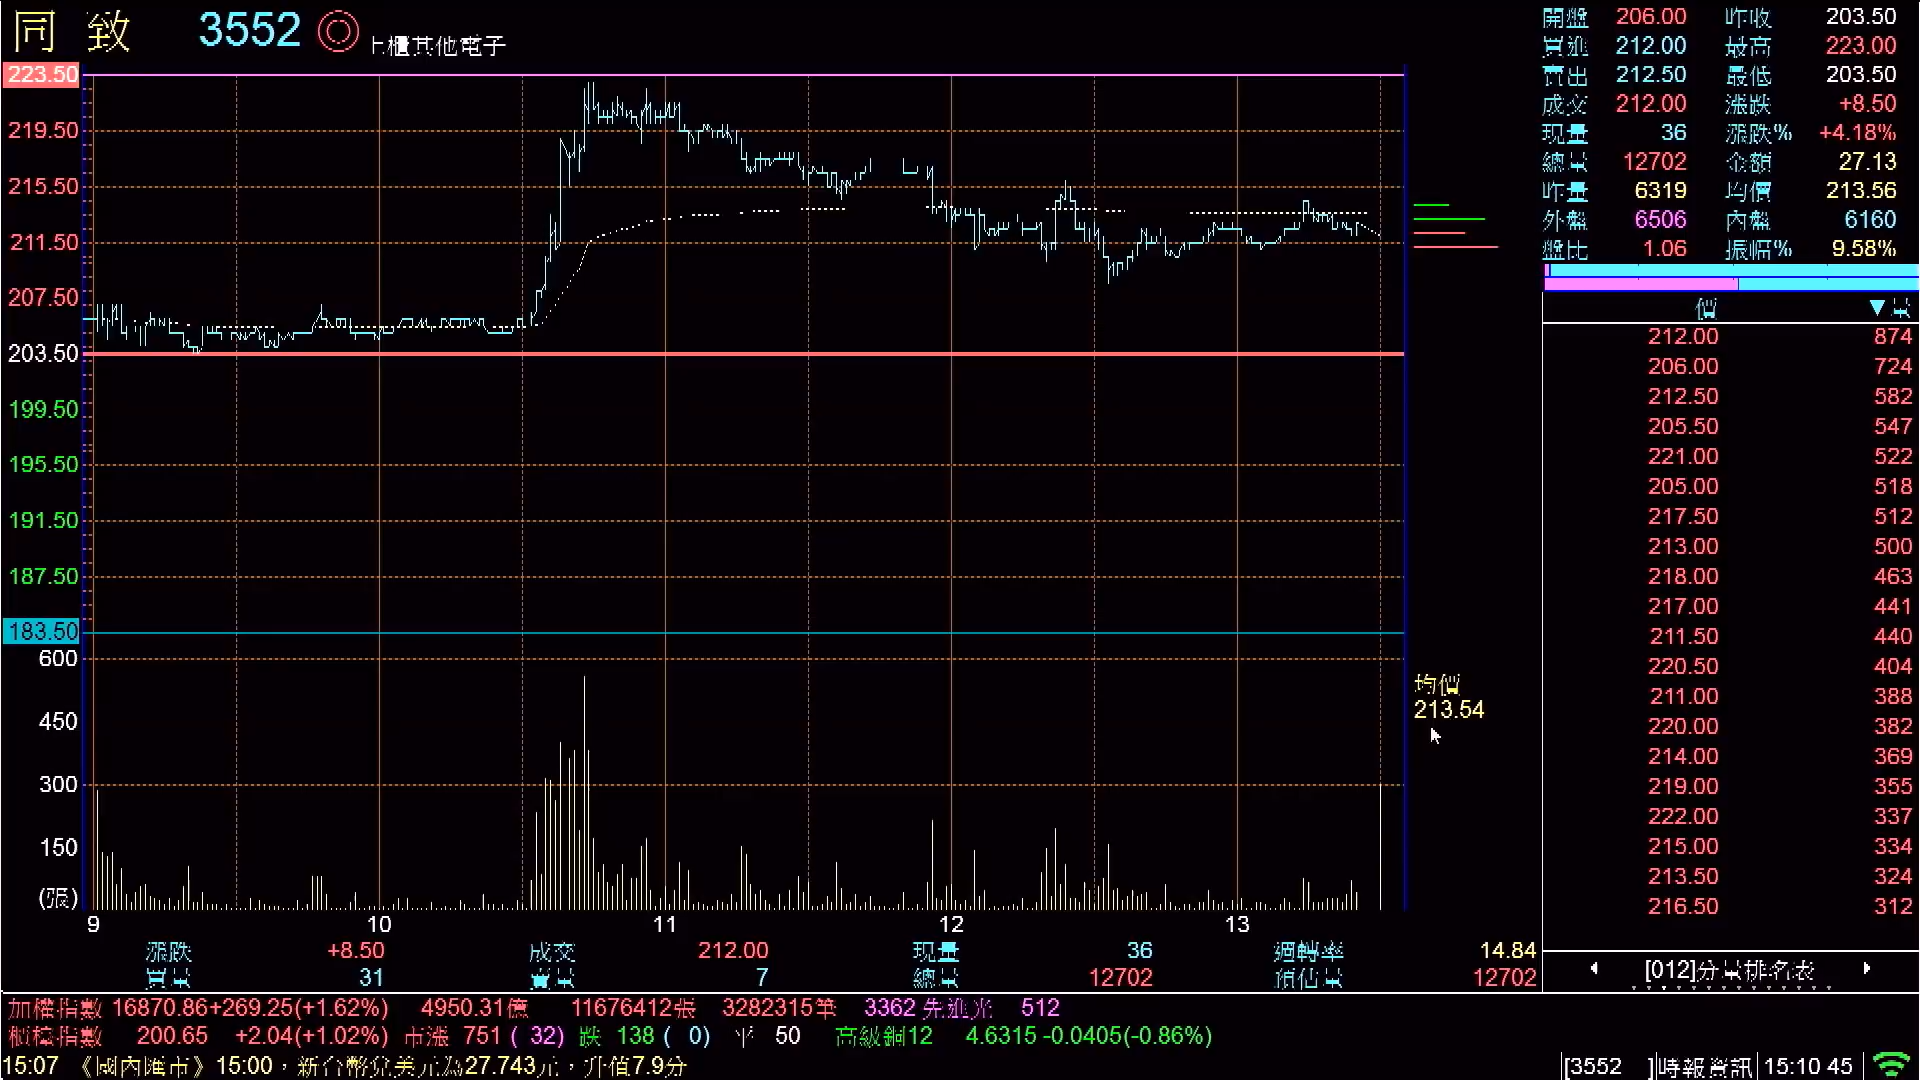 同 致 3552 上櫃其他電子
223.50
219.50
215.50
211.50
207.50
203.50
199.50
195.50
191.50
187.50
183.50
600
450
300
150
(張)
9 10 11 12 13
均價
213.54
開盤 206.00 昨收 203.50
買進 212.00 最高 223.00
賣出 212.50 最低 203.50
成交 212.00 漲跌 +8.50
現量 36 漲跌% +4.18%
總量 12702 金額 27.13
昨量 6319 均價 213.56
外盤 6506 內盤 6160
盤比 1.06 振幅% 9.58%
價 ▼量
212.00 874
206.00 724
212.50 582
205.50 547
221.00 522
205.00 518
217.50 512
213.00 500
218.00 463
217.00 441
211.50 440
220.50 404
211.00 388
220.00 382
214.00 369
219.00 355
222.00 337
215.00 334
213.50 324
216.50 312
[012]分量排名表
漲跌 +8.50 成交 212.00 現量 36 週轉率 14.84
買量 31 賣量 7 總量 12702 預估量 12702
加權指數 16870.86+269.25(+1.62%) 4950.31億 11676412張 3282315筆 3362 先進光 512
櫃檯指數 200.65 +2.04(+1.02%) 市漲 751 ( 32) 跌 138 ( 0) 平 50 高級銅12 4.6315 -0.0405(-0.86%)
15:07 《國內匯市》15:00，新台幣兌美元為27.743元，升值7.9分
[3552 ]時報資訊 15:10 45